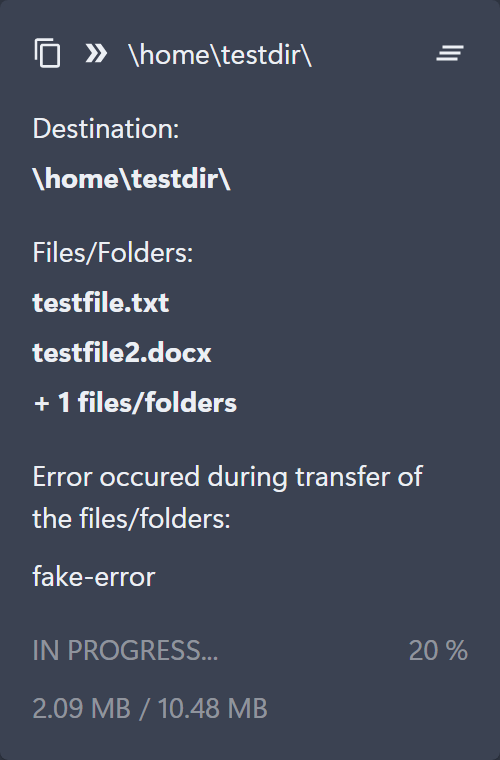 \home\testdir\
Destination:
\home\testdir\
Files/Folders:
testfile.txt
testfile2.docx
+ 1 files/folders
Error occured during transfer of
the files/folders:
fake-error
IN PROGRESS... 20 %
2.09 MB / 10.48 MB